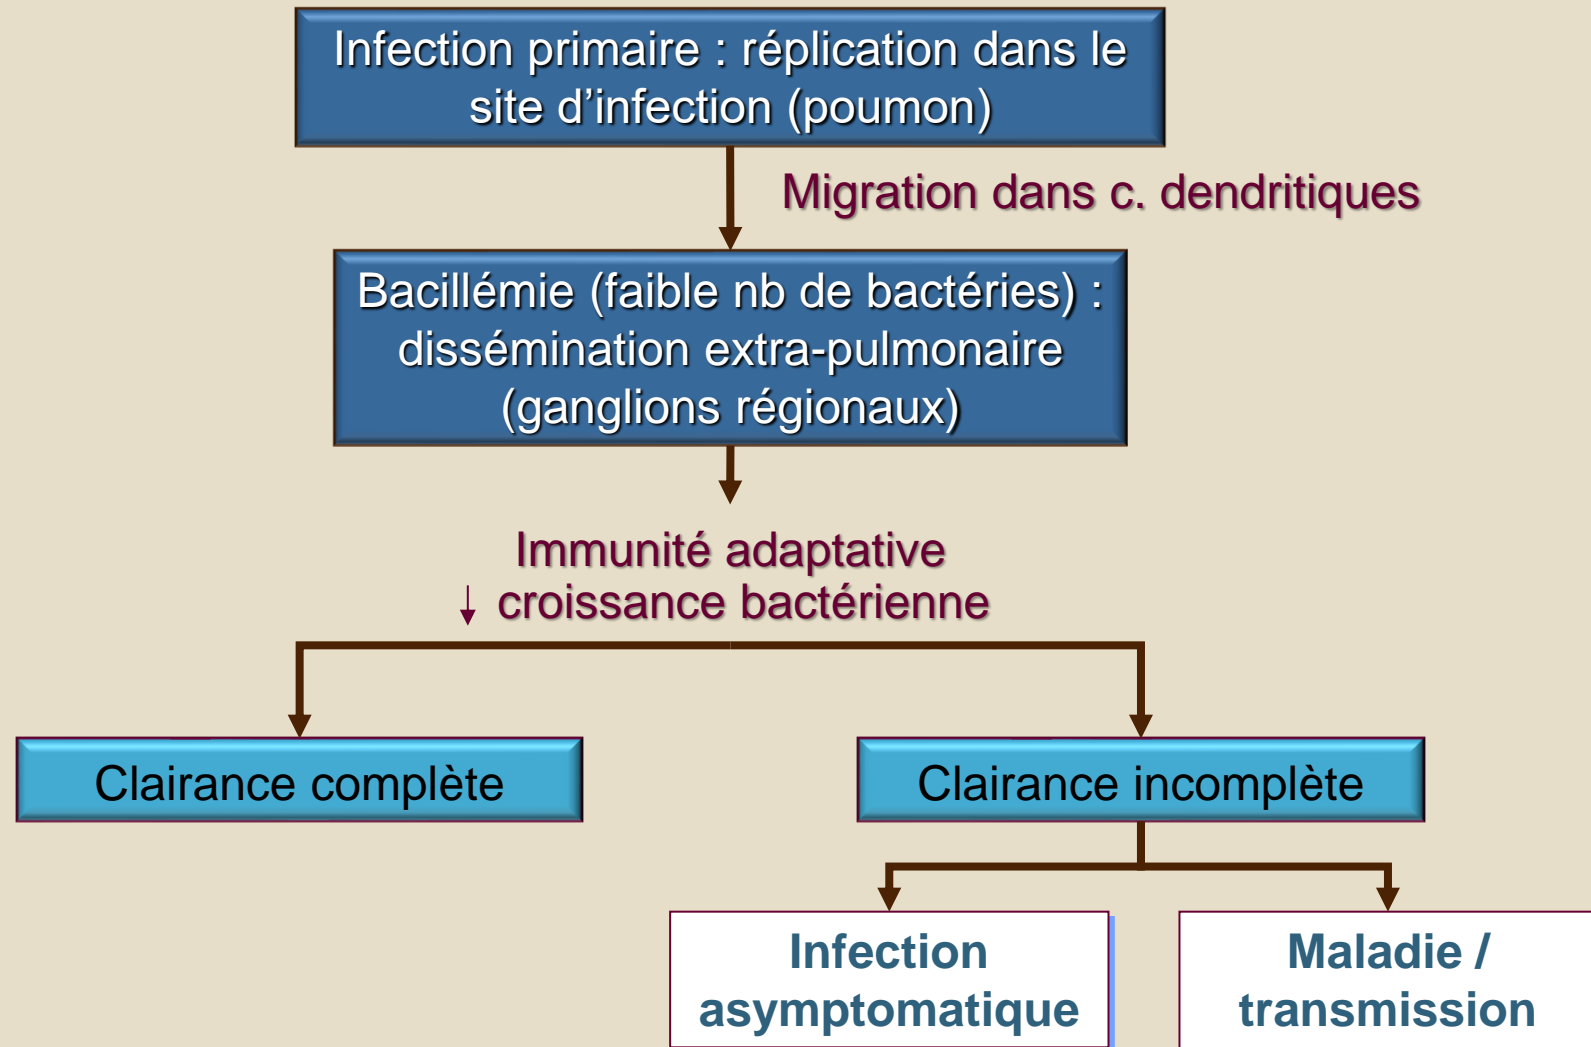 Infection primaire : réplication dans le
site d’infection (poumon)
Migration dans c. dendritiques
Bacillémie (faible nb de bactéries) :
dissémination extra-pulmonaire
(ganglions régionaux)
Immunité adaptative
↓ croissance bactérienne
Clairance complète
Clairance incomplète
Infection
asymptomatique
Maladie /
transmission